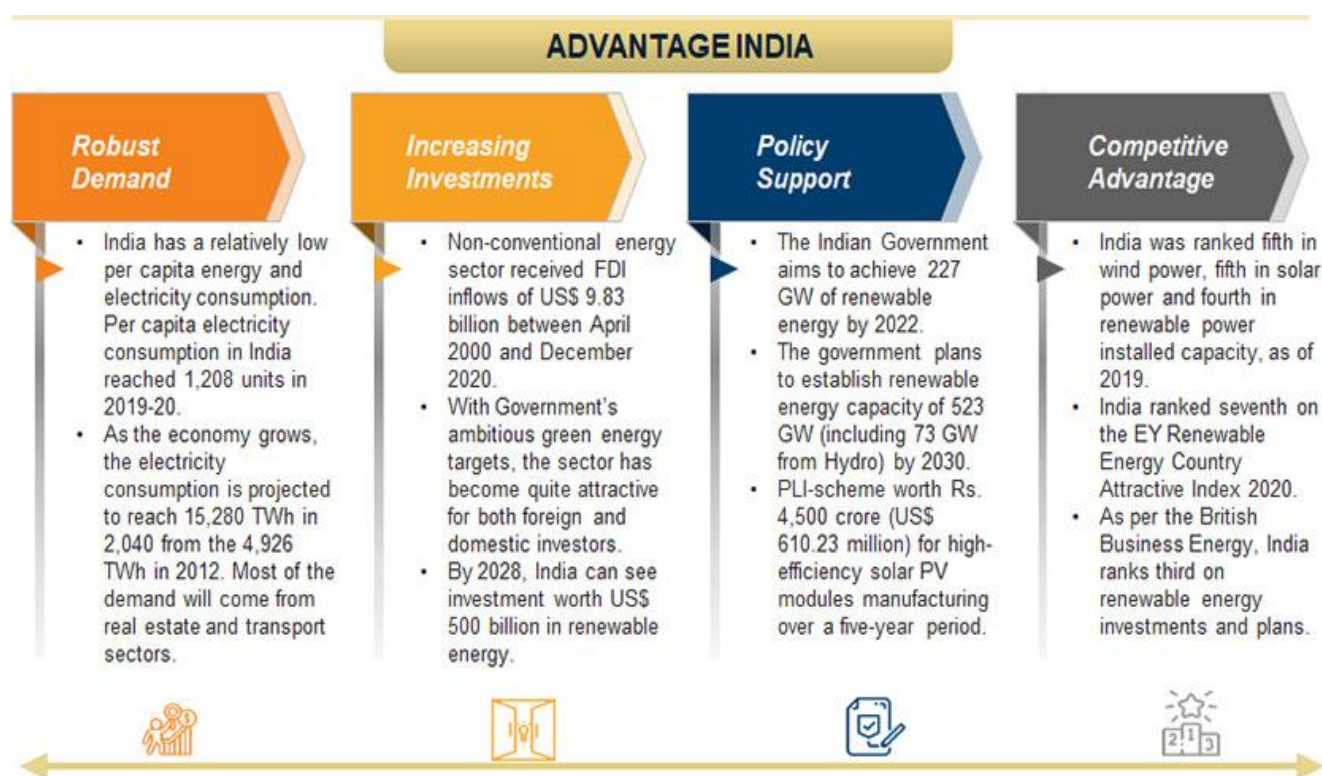 ADVANTAGE INDIA
Robust
Demand
• India has a relatively low
per capita energy and
electricity consumption.
Per capita electricity
consumption in India
reached 1,208 units in
2019-20.
• As the economy grows,
the electricity
consumption is projected
to reach 15,280 TWh in
2,040 from the 4,926
TWh in 2012. Most of the
demand will come from
real estate and transport
sectors.
Increasing
Investments
• Non-conventional energy
sector received FDI
inflows of US$ 9.83
billion between April
2000 and December
2020.
• With Government's
ambitious green energy
targets, the sector has
become quite attractive
for both foreign and
domestic investors.
• By 2028, India can see
investment worth US$
500 billion in renewable
energy.
Policy
Support
• The Indian Government
aims to achieve 227
GW of renewable
energy by 2022.
• The government plans
to establish renewable
energy capacity of 523
GW (including 73 GW
from Hydro) by 2030.
• PLI-scheme worth Rs.
4,500 crore (US$
610.23 million) for high-
efficiency solar PV
modules manufacturing
over a five-year period.
Competitive
Advantage
• India was ranked fifth in
wind power, fifth in solar
power and fourth in
renewable power
installed capacity, as of
2019.
• India ranked seventh on
the EY Renewable
Energy Country
Attractive Index 2020.
• As per the British
Business Energy, India
ranks third on
renewable energy
investments and plans.
$
2 1 3